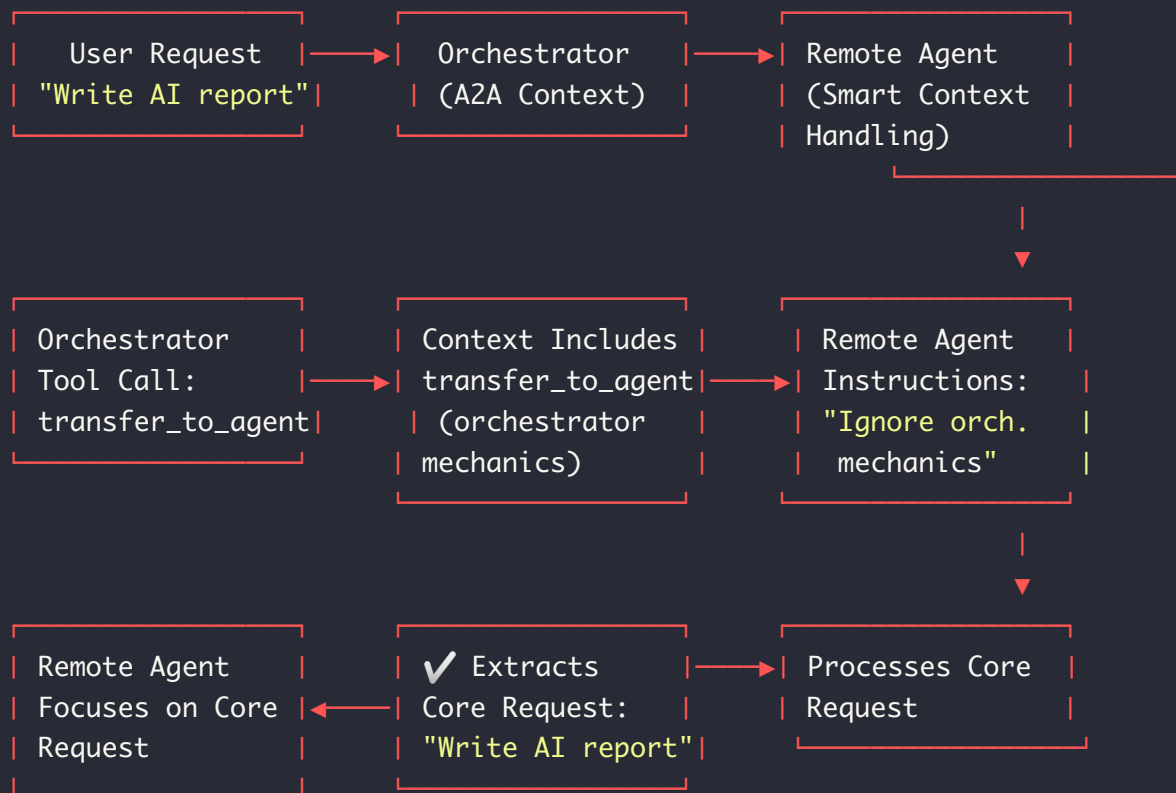 User Request
"Write AI report"
Orchestrator
(A2A Context)
Remote Agent
(Smart Context
Handling)
Orchestrator
Tool Call:
transfer_to_agent
Context Includes
transfer_to_agent
(orchestrator
mechanics)
Remote Agent
Instructions:
"Ignore orch.
mechanics"
Remote Agent
Focuses on Core
Request
✔ Extracts
Core Request:
"Write AI report"
Processes Core
Request